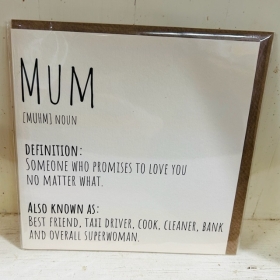 MUM
[MUHM] NOUN
DEFINITION:
SOMEONE WHO PROMISES TO LOVE YOU
NO MATTER WHAT.
ALSO KNOWN AS:
BEST FRIEND, TAXI DRIVER, COOK, CLEANER, BANK
AND OVERALL SUPERWOMAN.